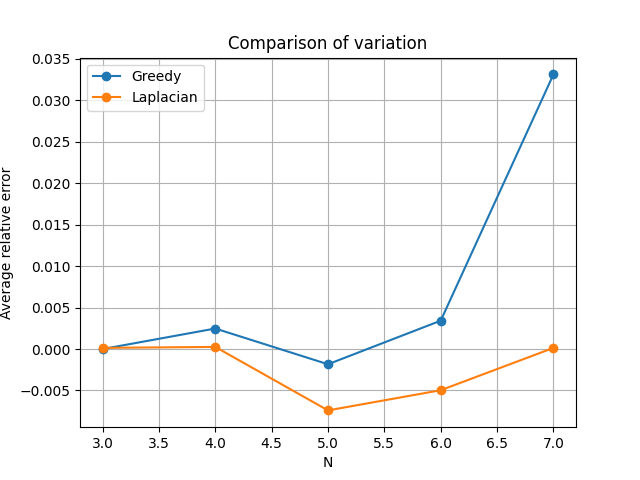 Comparison of variation
Greedy
Laplacian
Average relative error
0.035
0.030
0.025
0.020
0.015
0.010
0.005
0.000
−0.005
3.0 3.5 4.0 4.5 5.0 5.5 6.0 6.5 7.0
N